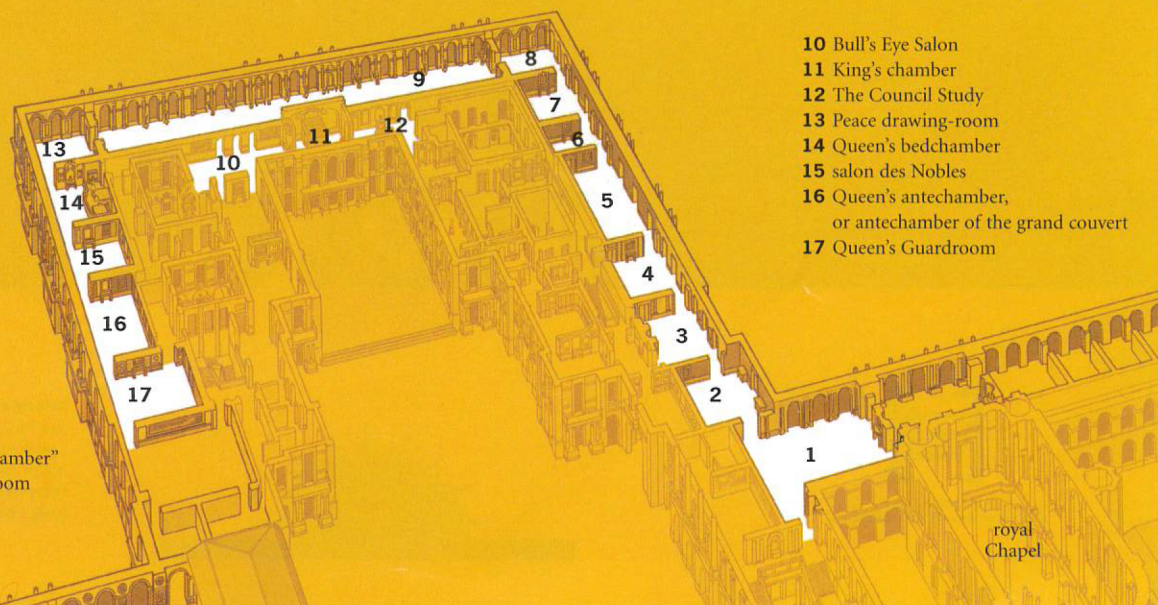 10 Bull's Eye Salon
11 King's chamber
12 The Council Study
13 Peace drawing-room
14 Queen's bedchamber
15 salon des Nobles
16 Queen's antechamber,
or antechamber of the grand couvert
17 Queen's Guardroom
8
9
7
13
12
11
6
10
14
5
15
4
16
3
17
2
1
amber"
oom
royal
Chapel